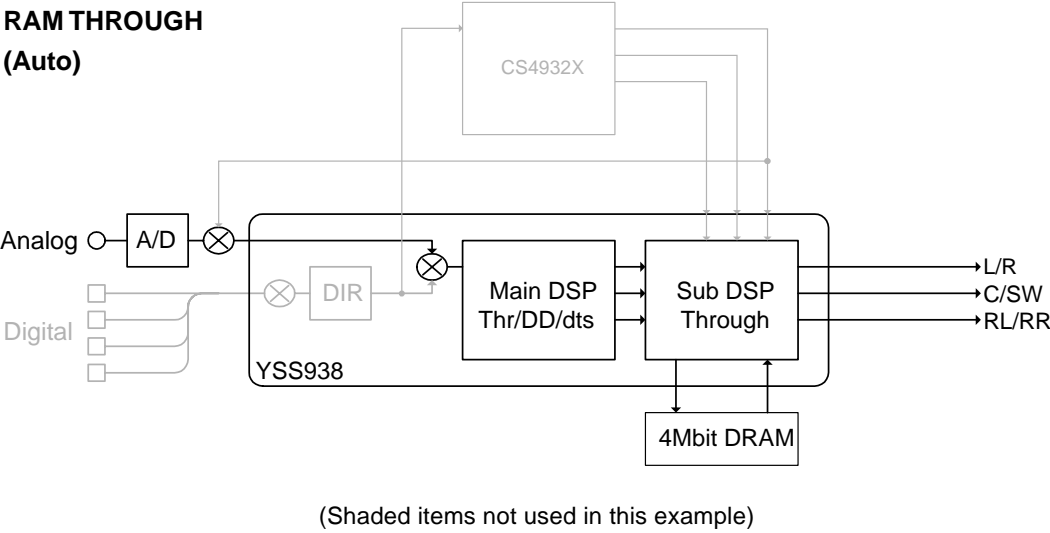 RAM THROUGH
(Auto)
CS4932X
Analog
A/D
Digital
DIR
Main DSP
Thr/DD/dts
Sub DSP
Through
L/R
C/SW
RL/RR
YSS938
4Mbit DRAM
(Shaded items not used in this example)